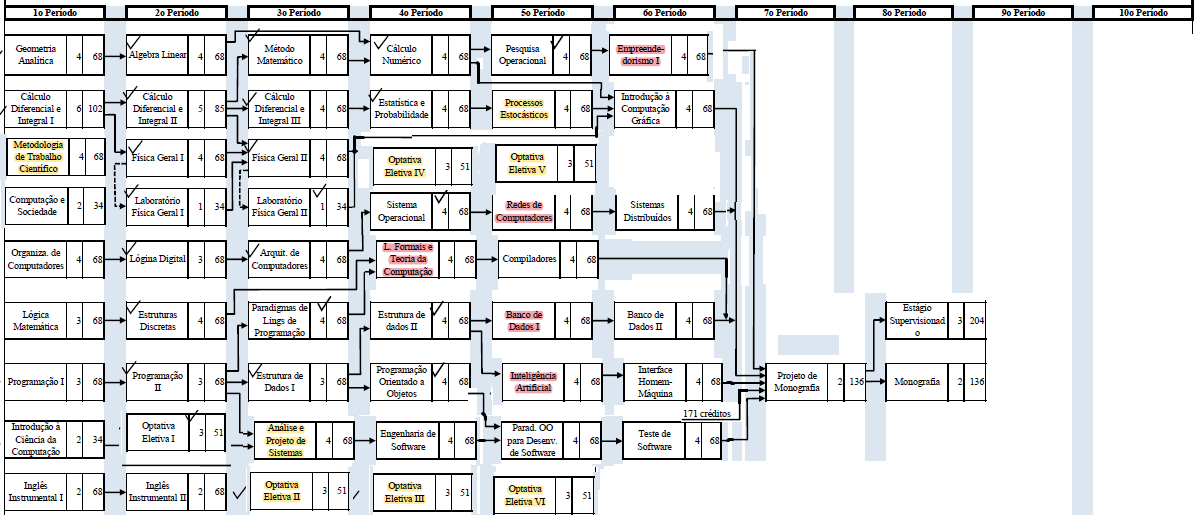 1o Período 2o Período 3o Período 4o Período 5o Período 6o Período 7o Período 8o Período 9o Período 10o Período
Geometria
Analítica 4 68
Algebra Linear 4 68
Método
Matemático 4 68
Cálculo
Numérico 4 68
Pesquisa
Operacional 4 68
Empreende-
dorismo I 4 68
Cálculo
Diferencial e
Integral I 6 102
Cálculo
Diferencial e
Integral II 5 85
Cálculo
Diferencial e
Integral III 4 68
Estatística e
Probabilidade 4 68
Processos
Estocásticos 4 68
Introdução à
Computação
Gráfica 4 68
Metodologia
de Trabalho
Científico 4 68
Física Geral I 4 68
Física Geral II 4 68
Optativa
Eletiva IV 3 51
Optativa
Eletiva V 3 51
Computação e
Sociedade 2 34
Laboratório
Física Geral I 1 34
Laboratório
Física Geral II 1 34
Sistema
Operacional 4 68
Redes de
Computadores 4 68
Sistemas
Distribuídos 4 68
Organiza. de
Computadores 4 68
Lógina Digital 3 68
Arquit. de
Computadores 4 68
L. Formais e
Teoria da
Computação 4 68
Compiladores 4 68
Lógica
Matemática 3 68
Estruturas
Discretas 4 68
Paradigmas de
Lings de
Programação 4 68
Estrutura de
dados II 4 68
Banco de
Dados I 4 68
Banco de
Dados II 4 68
Estágio
Supervisionad
o 3 204
Programação I 3 68
Programação
II 3 68
Estrutura de
Dados I 3 68
Programação
Orientado a
Objetos 4 68
Inteligência
Artificial 4 68
Interface
Homem-
Máquina 4 68
Projeto de
Monografia 2 136
Monografia 2 136
171 créditos
Introdução à
Ciência da
Computação 2 34
Optativa
Eletiva I 3 51
Análise e
Projeto de
Sistemas 4 68
Engenharia de
Software 4 68
Parad. OO
para Desenv.
de Software 4 68
Teste de
Software 4 68
Inglês
Instrumental I 2 68
Inglês
Instrumental II 2 68
Optativa
Eletiva II 3 51
Optativa
Eletiva III 3 51
Optativa
Eletiva VI 3 51